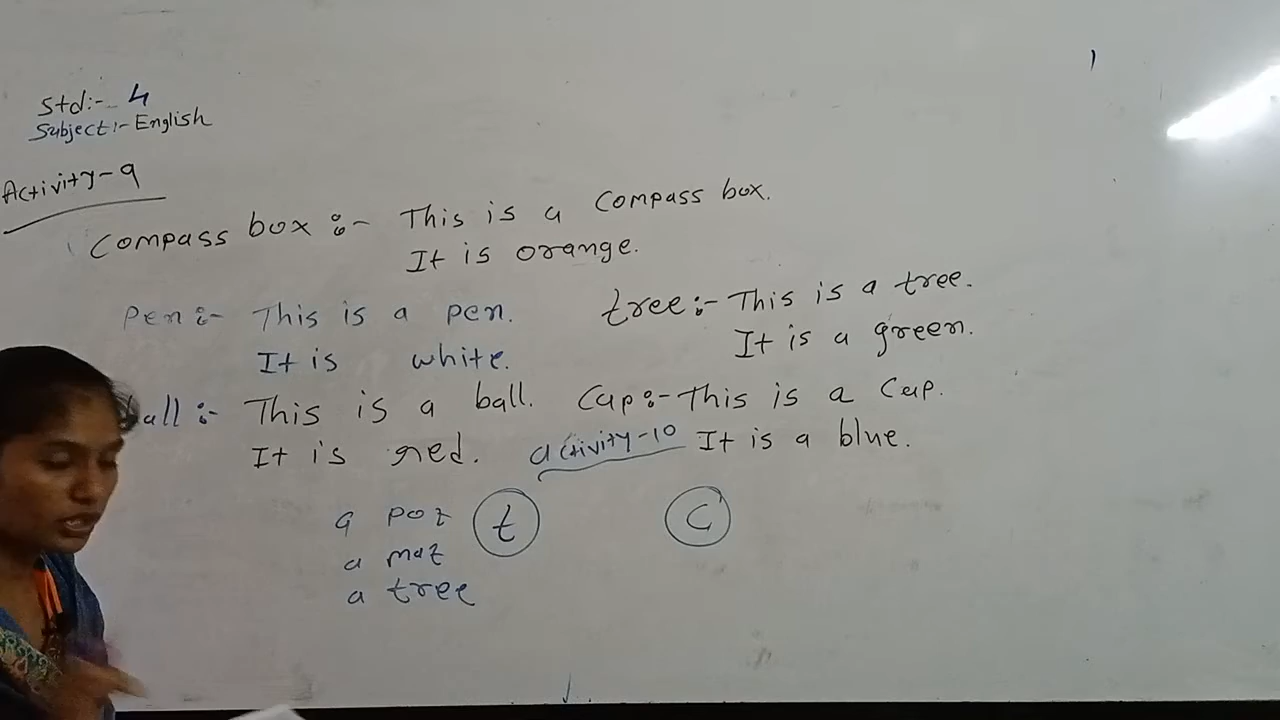 Std:- 4
Subject:- English
Activity-9
Compass box :- This is a compass box.
It is orange.
Pen:- This is a pen.
It is white.
tree:- This is a tree.
It is a green.
ball :- This is a ball.
It is red.
Cap:- This is a cap.
It is a blue.
activity-10
a pot
a mat
a tree
t
C